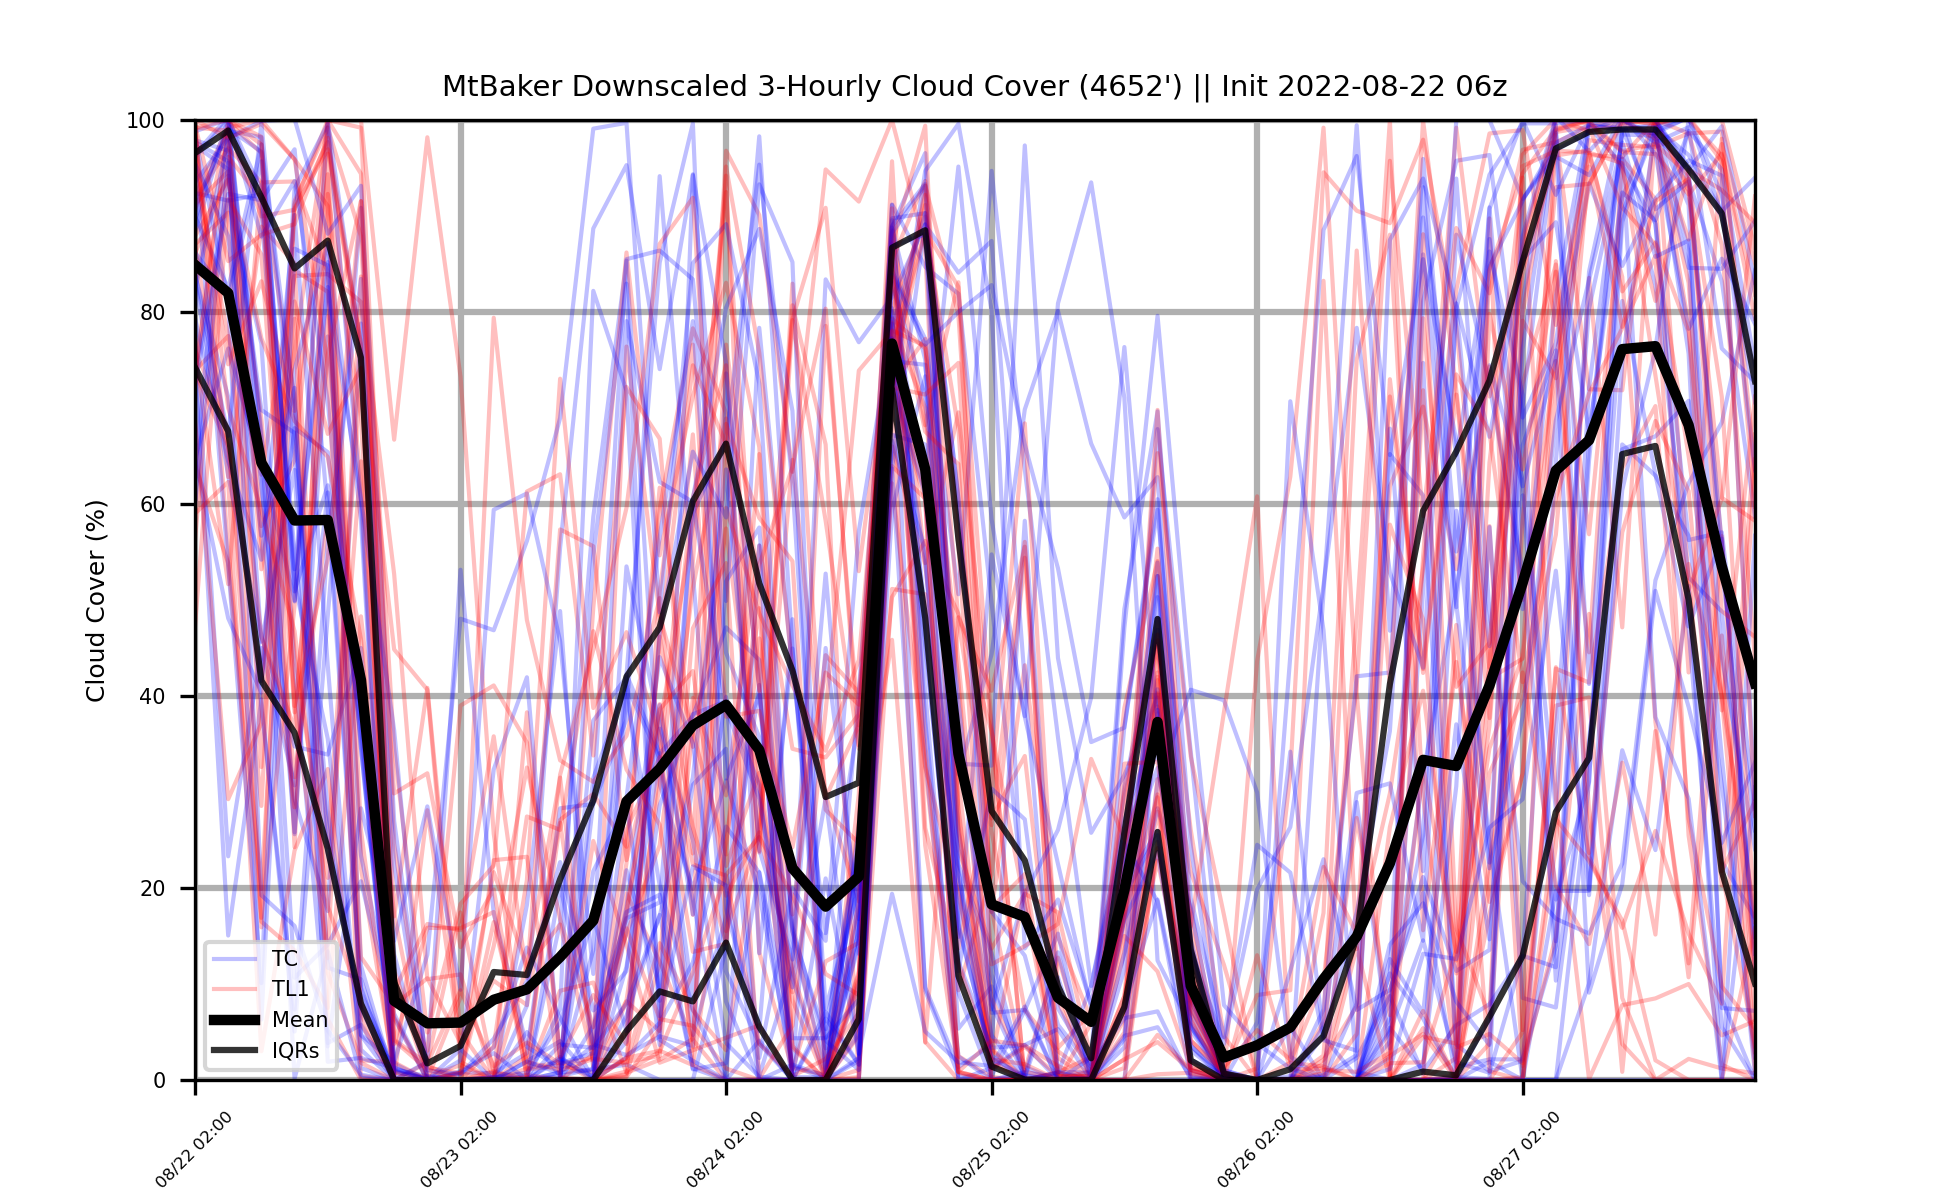 MtBaker Downscaled 3-Hourly Cloud Cover (4652') || Init 2022-08-22 06z
100
80
60
40
20
0
Cloud Cover (%)
TC
TL1
Mean
IQRs
08/22 02:00
08/23 02:00
08/24 02:00
08/25 02:00
08/26 02:00
08/27 02:00